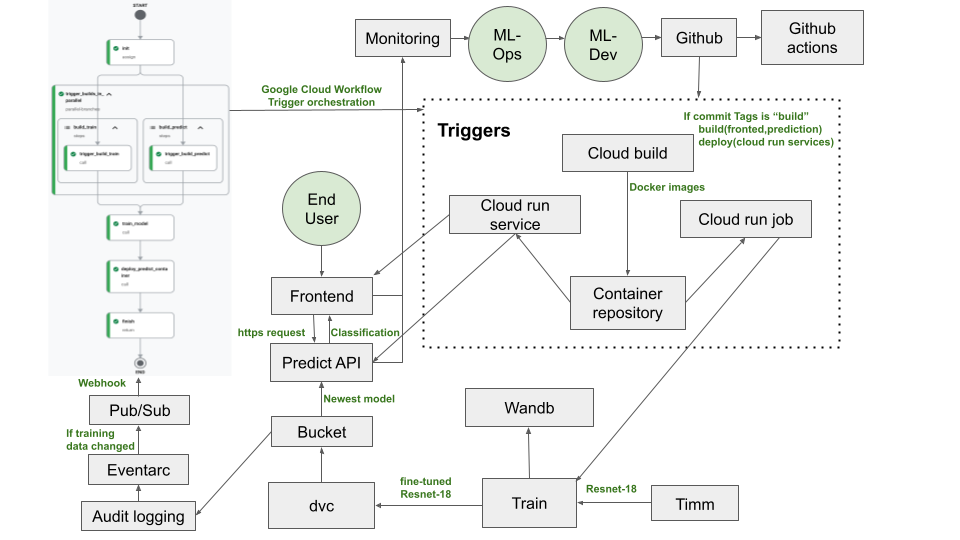 START
init
assign
trigger_builds_in_
parallel
parallel branches
build_train
steps
build_predict
steps
trigger_build_train
call
trigger_build_predict
call
train_model
call
deploy_predict_conta
iner
call
finish
return
END
Webhook
Pub/Sub
If training
data changed
Eventarc
Audit logging
Google Cloud Workflow
Trigger orchestration
Monitoring
ML-
Ops
ML-
Dev
Github
Github
actions
Triggers
If commit Tags is “build”
build(fronted,prediction)
deploy(cloud run services)
Cloud build
Docker images
Cloud run
service
Cloud run job
Container
repository
End
User
Frontend
https request
Classification
Predict API
Newest model
Bucket
dvc
fine-tuned
Resnet-18
Wandb
Train
Resnet-18
Timm